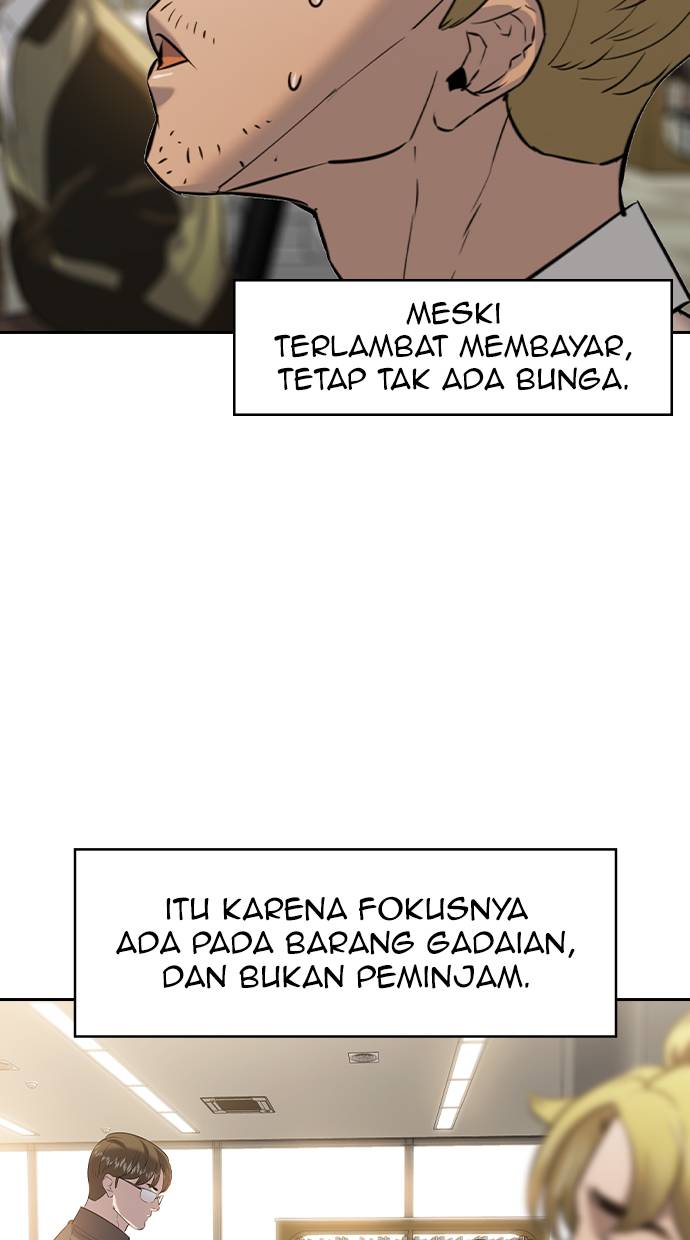 MESKI
TERLAMBAT MEMBAYAR,
TETAP TAK ADA BUNGA.
ITU KARENA FOKUSNYA
ADA PADA BARANG GADAIAN,
DAN BUKAN PEMINJAM.